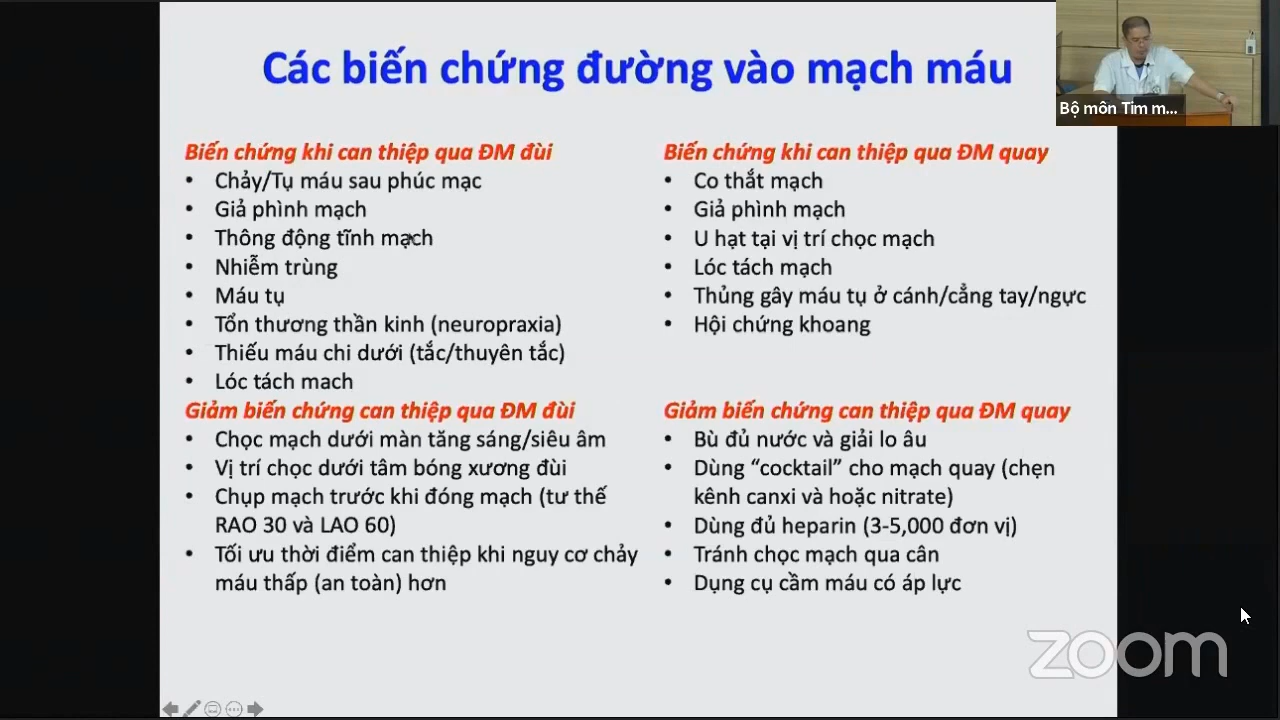 Các biến chứng đường vào mạch máu
Bộ môn Tim m...
Biến chứng khi can thiệp qua ĐM đùi
• Chảy/Tụ máu sau phúc mạc
• Giả phình mạch
• Thông động tĩnh mạch
• Nhiễm trùng
• Máu tụ
• Tổn thương thần kinh (neuropraxia)
• Thiếu máu chi dưới (tắc/thuyên tắc)
• Lóc tách mach
Giảm biến chứng can thiệp qua ĐM đùi
• Chọc mạch dưới màn tăng sáng/siêu âm
• Vị trí chọc dưới tâm bóng xương đùi
• Chụp mạch trước khi đóng mạch (tư thế
RAO 30 và LAO 60)
• Tối ưu thời điểm can thiệp khi nguy cơ chảy
máu thấp (an toàn) hơn
Biến chứng khi can thiệp qua ĐM quay
• Co thắt mạch
• Giả phình mạch
• U hạt tại vị trí chọc mạch
• Lóc tách mạch
• Thủng gây máu tụ ở cánh/cẳng tay/ngực
• Hội chứng khoang
Giảm biến chứng can thiệp qua ĐM quay
• Bù đủ nước và giải lo âu
• Dùng “cocktail” cho mạch quay (chẹn
kênh canxi và hoặc nitrate)
• Dùng đủ heparin (3-5,000 đơn vị)
• Tránh chọc mạch qua cân
• Dụng cụ cầm máu có áp lực
zoom